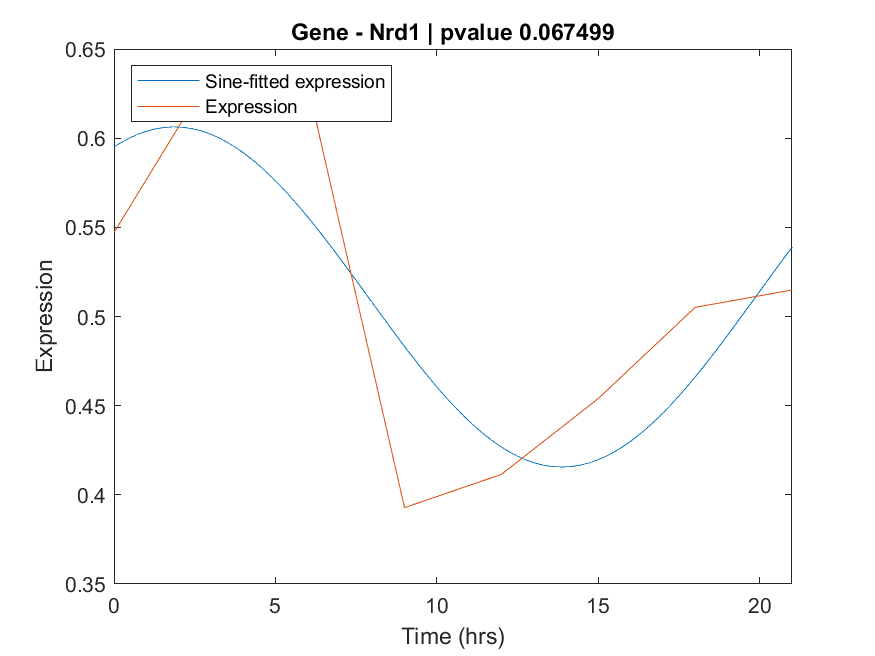 Gene - Nrd1 | pvalue 0.067499
0.65
Sine-fitted expression
Expression
0.6
0.55
0.5
0.45
0.4
0.35
Expression
0 5 10 15 20
Time (hrs)